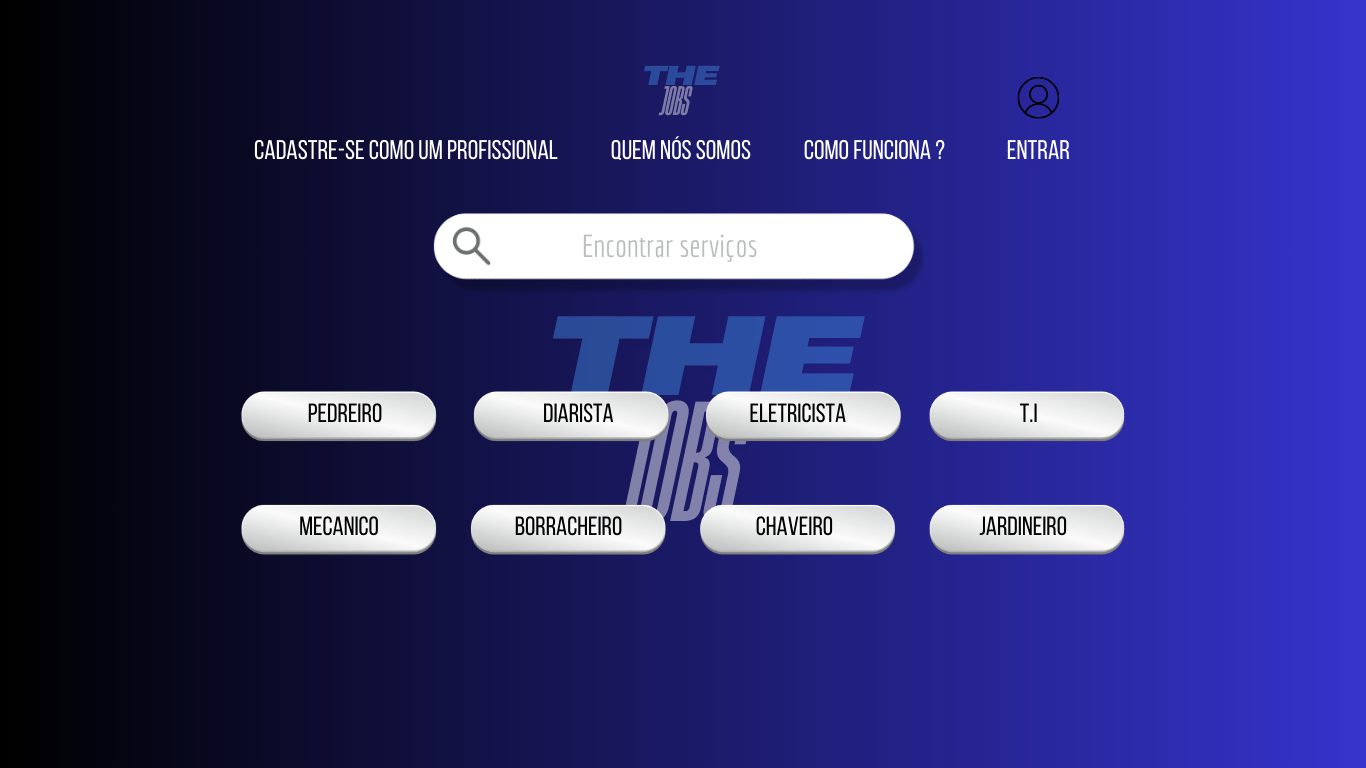 THE
JOBS
CADASTRE-SE COMO UM PROFISSIONAL
QUEM NÓS SOMOS
COMO FUNCIONA ?
ENTRAR
Encontrar serviços
THE
JOBS
PEDREIRO
DIARISTA
ELETRICISTA
T.I
MECANICO
BORRACHEIRO
CHAVEIRO
JARDINEIRO